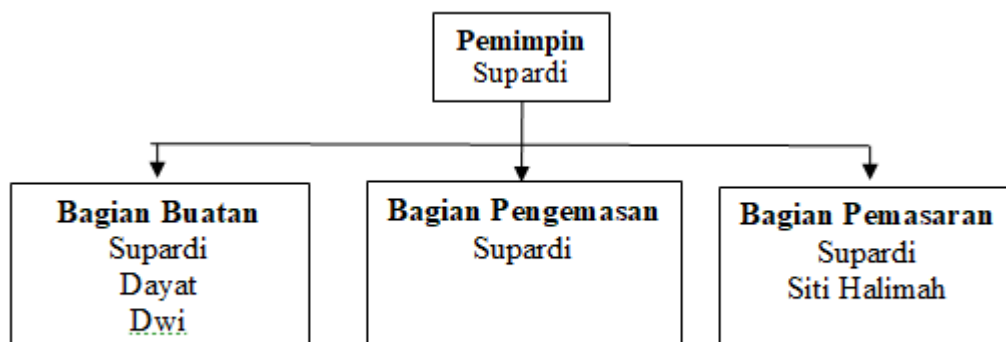 Pemimpin
Supardi
Bagian Buatan
Supardi
Dayat
Dwi
Bagian Pengemasan
Supardi
Bagian Pemasaran
Supardi
Siti Halimah